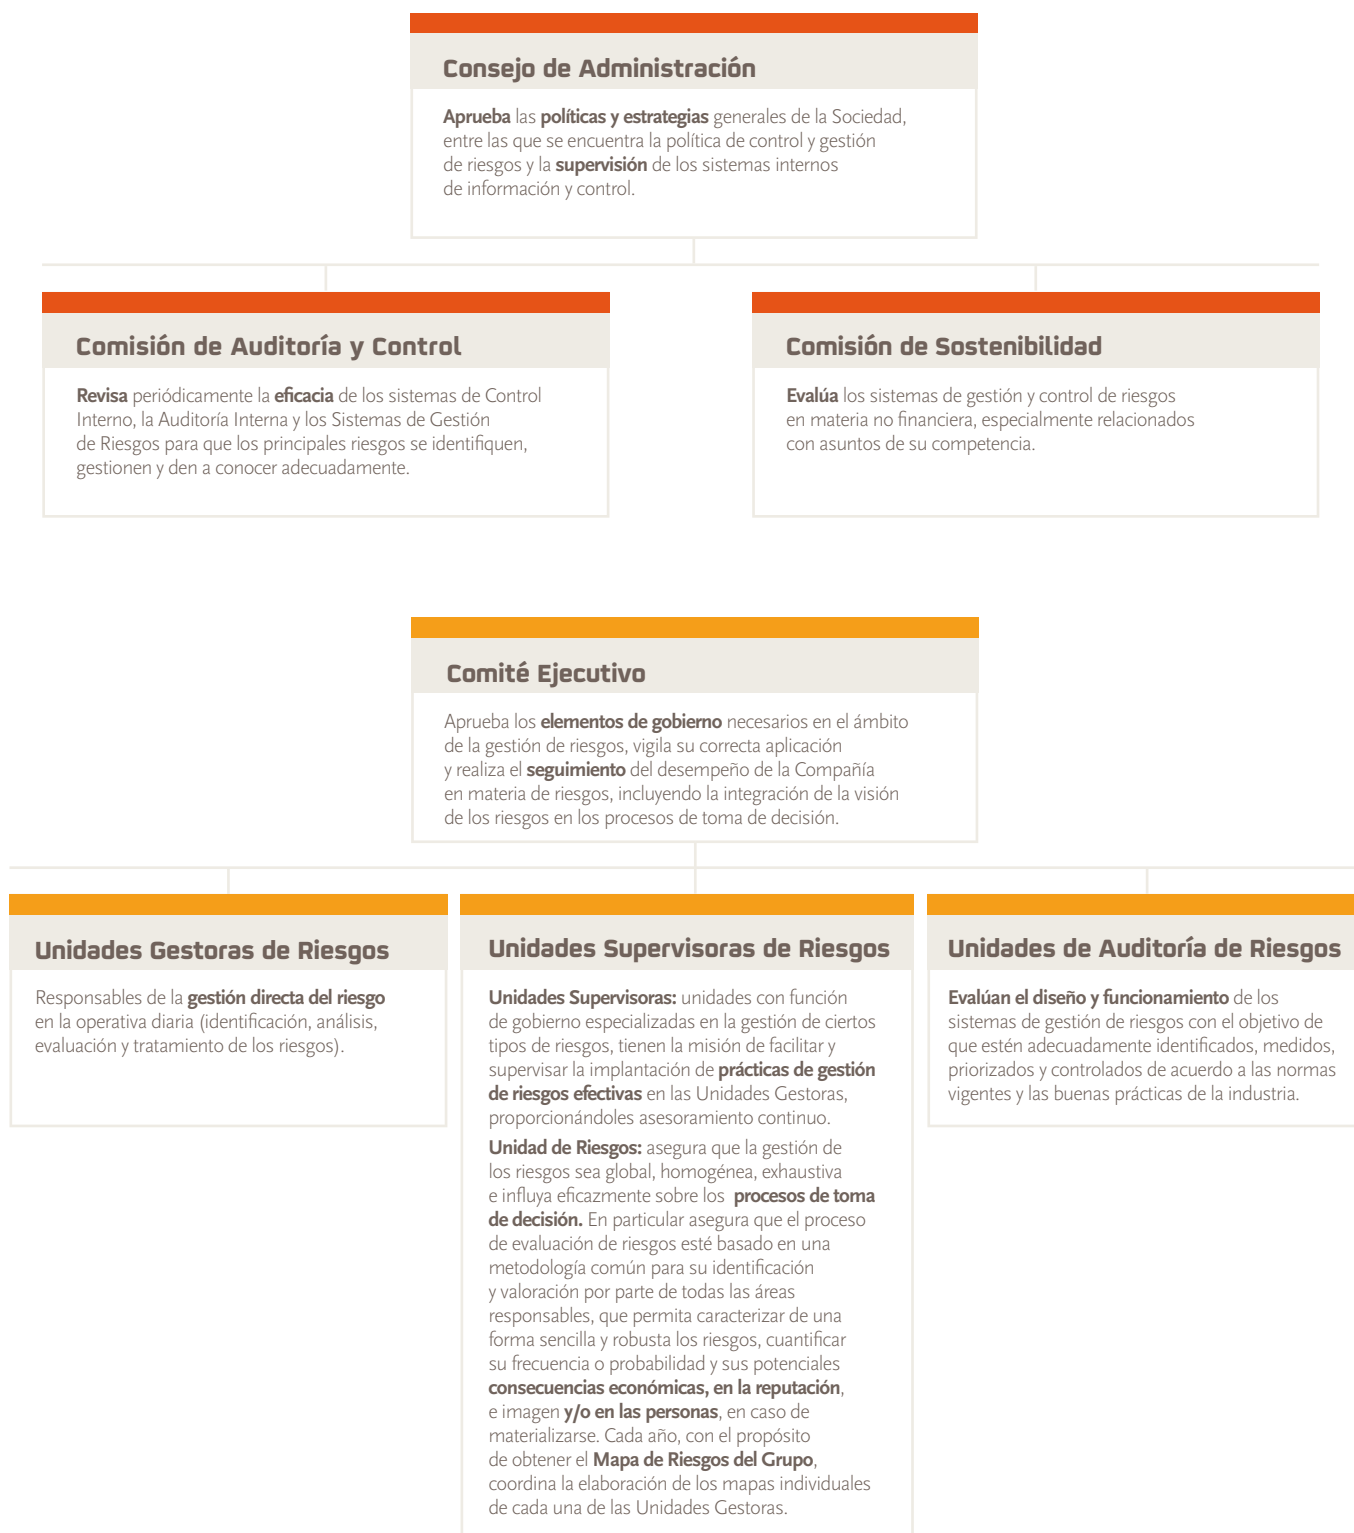 Consejo de Administración
Aprueba las políticas y estrategias generales de la Sociedad,
entre las que se encuentra la política de control y gestión
de riesgos y la supervisión de los sistemas internos
de información y control.
Comisión de Auditoría y Control
Revisa periódicamente la eficacia de los sistemas de Control
Interno, la Auditoría Interna y los Sistemas de Gestión
de Riesgos para que los principales riesgos se identifiquen,
gestionen y den a conocer adecuadamente.
Comisión de Sostenibilidad
Evalúa los sistemas de gestión y control de riesgos
en materia no financiera, especialmente relacionados
con asuntos de su competencia.
Comité Ejecutivo
Aprueba los elementos de gobierno necesarios en el ámbito
de la gestión de riesgos, vigila su correcta aplicación
y realiza el seguimiento del desempeño de la Compañía
en materia de riesgos, incluyendo la integración de la visión
de los riesgos en los procesos de toma de decisión.
Unidades Gestoras de Riesgos
Responsables de la gestión directa del riesgo
en la operativa diaria (identificación, análisis,
evaluación y tratamiento de los riesgos).
Unidades Supervisoras de Riesgos
Unidades Supervisoras: unidades con función
de gobierno especializadas en la gestión de ciertos
tipos de riesgos, tienen la misión de facilitar y
supervisar la implantación de prácticas de gestión
de riesgos efectivas en las Unidades Gestoras,
proporcionándoles asesoramiento continuo.
Unidad de Riesgos: asegura que la gestión de
los riesgos sea global, homogénea, exhaustiva
e influya eficazmente sobre los procesos de toma
de decisión. En particular asegura que el proceso
de evaluación de riesgos esté basado en una
metodología común para su identificación
y valoración por parte de todas las áreas
responsables, que permita caracterizar de una
forma sencilla y robusta los riesgos, cuantificar
su frecuencia o probabilidad y sus potenciales
consecuencias económicas, en la reputación,
e imagen y/o en las personas, en caso de
materializarse. Cada año, con el propósito
de obtener el Mapa de Riesgos del Grupo,
coordina la elaboración de los mapas individuales
de cada una de las Unidades Gestoras.
Unidades de Auditoría de Riesgos
Evalúan el diseño y funcionamiento de los
sistemas de gestión de riesgos con el objetivo de
que estén adecuadamente identificados, medidos,
priorizados y controlados de acuerdo a las normas
vigentes y las buenas prácticas de la industria.